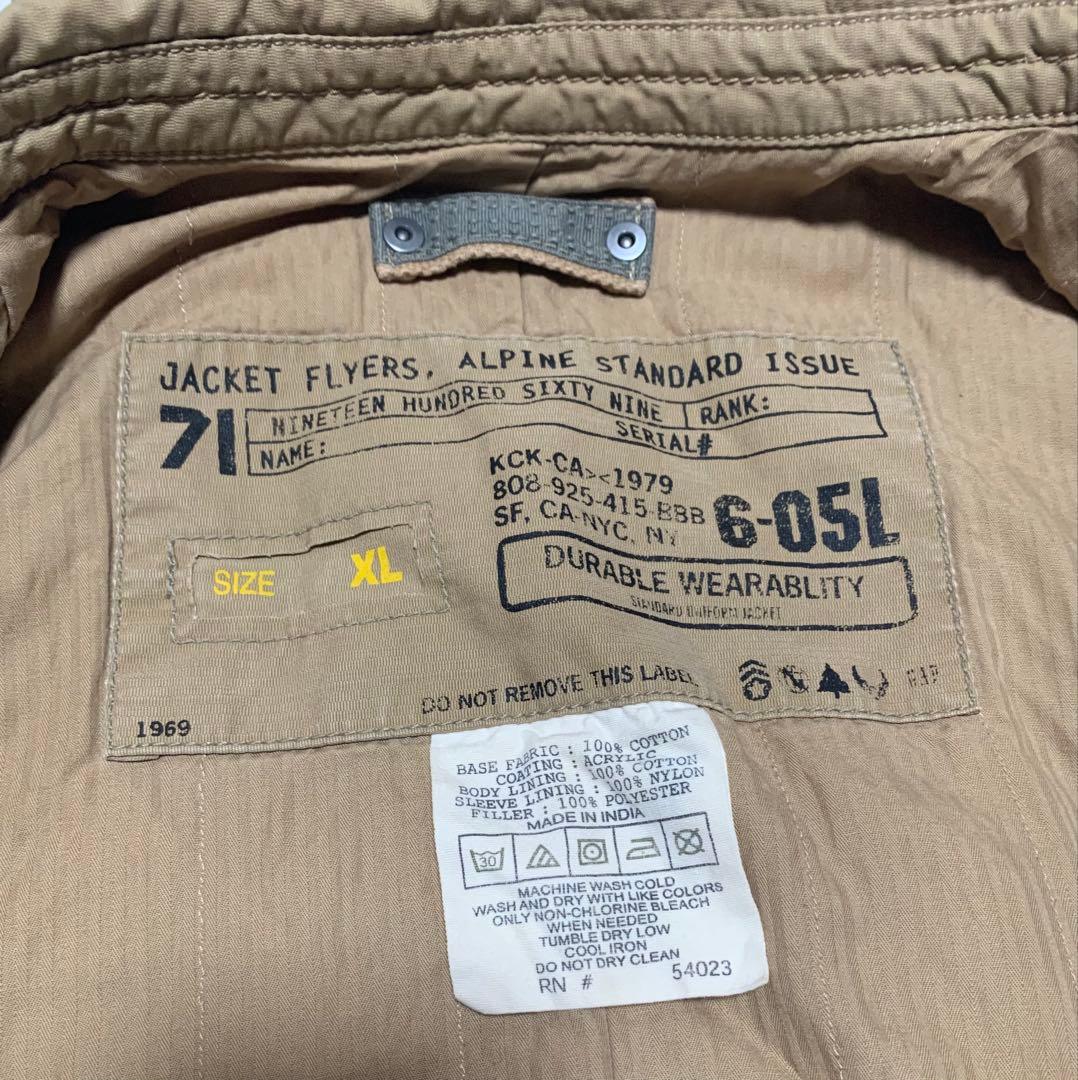 JACKET FLYERS, ALPINE STANDARD ISSUE
71
NINETEEN HUNDRED SIXTY NINE
RANK:
NAME:
SERIAL#
KCK-CA><1979
808-925-415-BBB
SF, CA-NYC, NY
6-05L
SIZE XL
DURABLE WEARABLITY
STANDARD UNIFORM JACKET
DO NOT REMOVE THIS LABEL
GAP
1969
BASE FABRIC : 100% COTTON
COATING : ACRYLIC
BODY LINING : 100% COTTON
SLEEVE LINING : 100% NYLON
FILLER : 100% POLYESTER
MADE IN INDIA
30
MACHINE WASH COLD
WASH AND DRY WITH LIKE COLORS
ONLY NON-CHLORINE BLEACH
WHEN NEEDED
TUMBLE DRY LOW
COOL IRON
DO NOT DRY CLEAN
RN # 54023